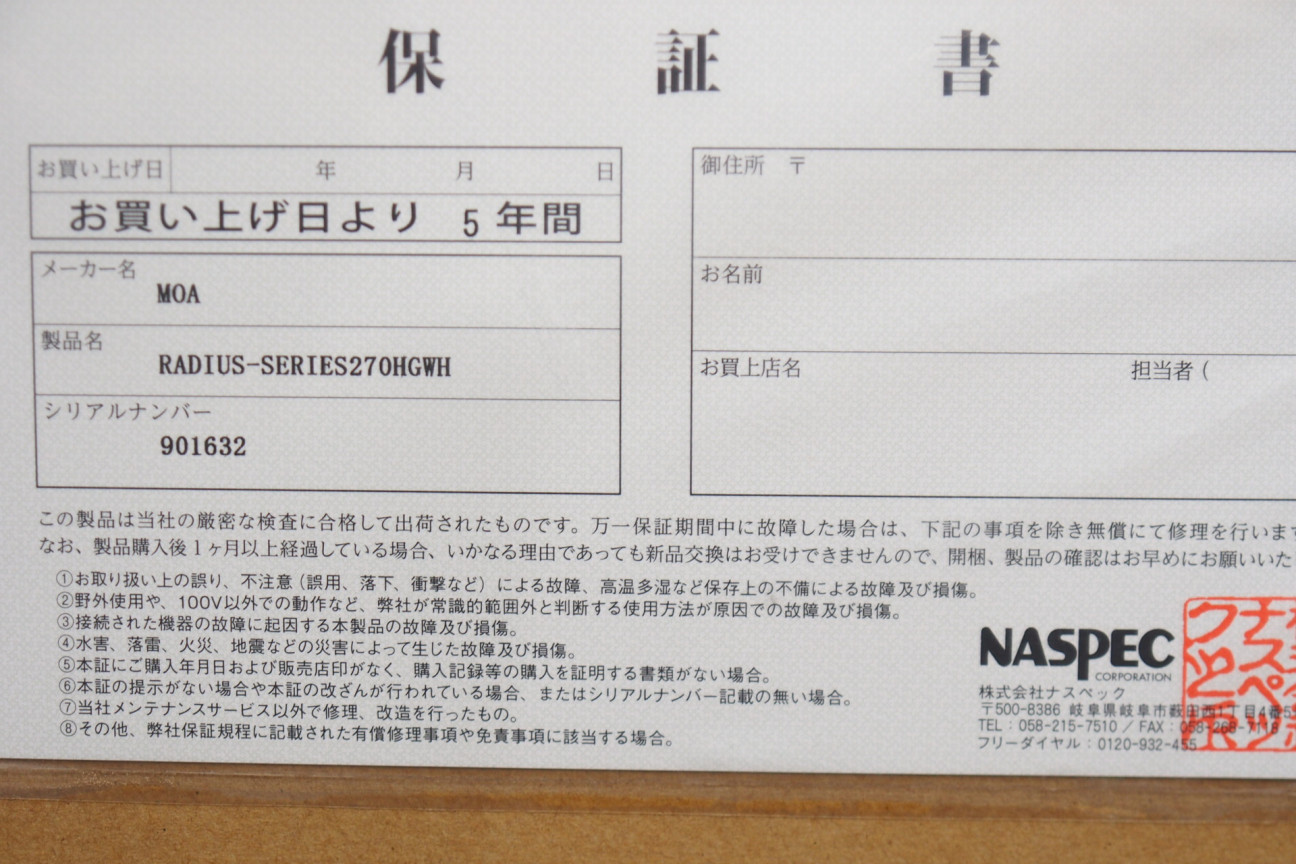 保証書
お買い上げ日 年 月 日
お買い上げ日より 5 年間
メーカー名
MOA
製品名
RADIUS-SERIES270HGWH
シリアルナンバー
901632
御住所 〒
お名前
お買上店名 担当者 (
この製品は当社の厳密な検査に合格して出荷されたものです。万一保証期間中に故障した場合は、下記の事項を除き無償にて修理を行います
なお、製品購入後1ヶ月以上経過している場合、いかなる理由であっても新品交換はお受けできませんので、開梱、製品の確認はお早めにお願いいた
①お取り扱い上の誤り、不注意（誤用、落下、衝撃など）による故障、高温多湿など保存上の不備による故障及び損傷。
②野外使用や、100V以外での動作など、弊社が常識的範囲外と判断する使用方法が原因での故障及び損傷。
③接続された機器の故障に起因する本製品の故障及び損傷。
④水害、落雷、火災、地震などの災害によって生じた故障及び損傷。
⑤本証にご購入年月日および販売店印がなく、購入記録等の購入を証明する書類がない場合。
⑥本証の提示がない場合や本証の改ざんが行われている場合、またはシリアルナンバー記載の無い場合。
⑦当社メンテナンスサービス以外で修理、改造を行ったもの。
⑧その他、弊社保証規程に記載された有償修理事項や免責事項に該当する場合。
NASPEC
CORPORATION
株式会社ナスペック
〒500-8386 岐阜県岐阜市薮田西1丁目4番5
TEL：058-215-7510 / FAX：058-268-7118
フリーダイヤル：0120-932-455
ナスペッ
クと